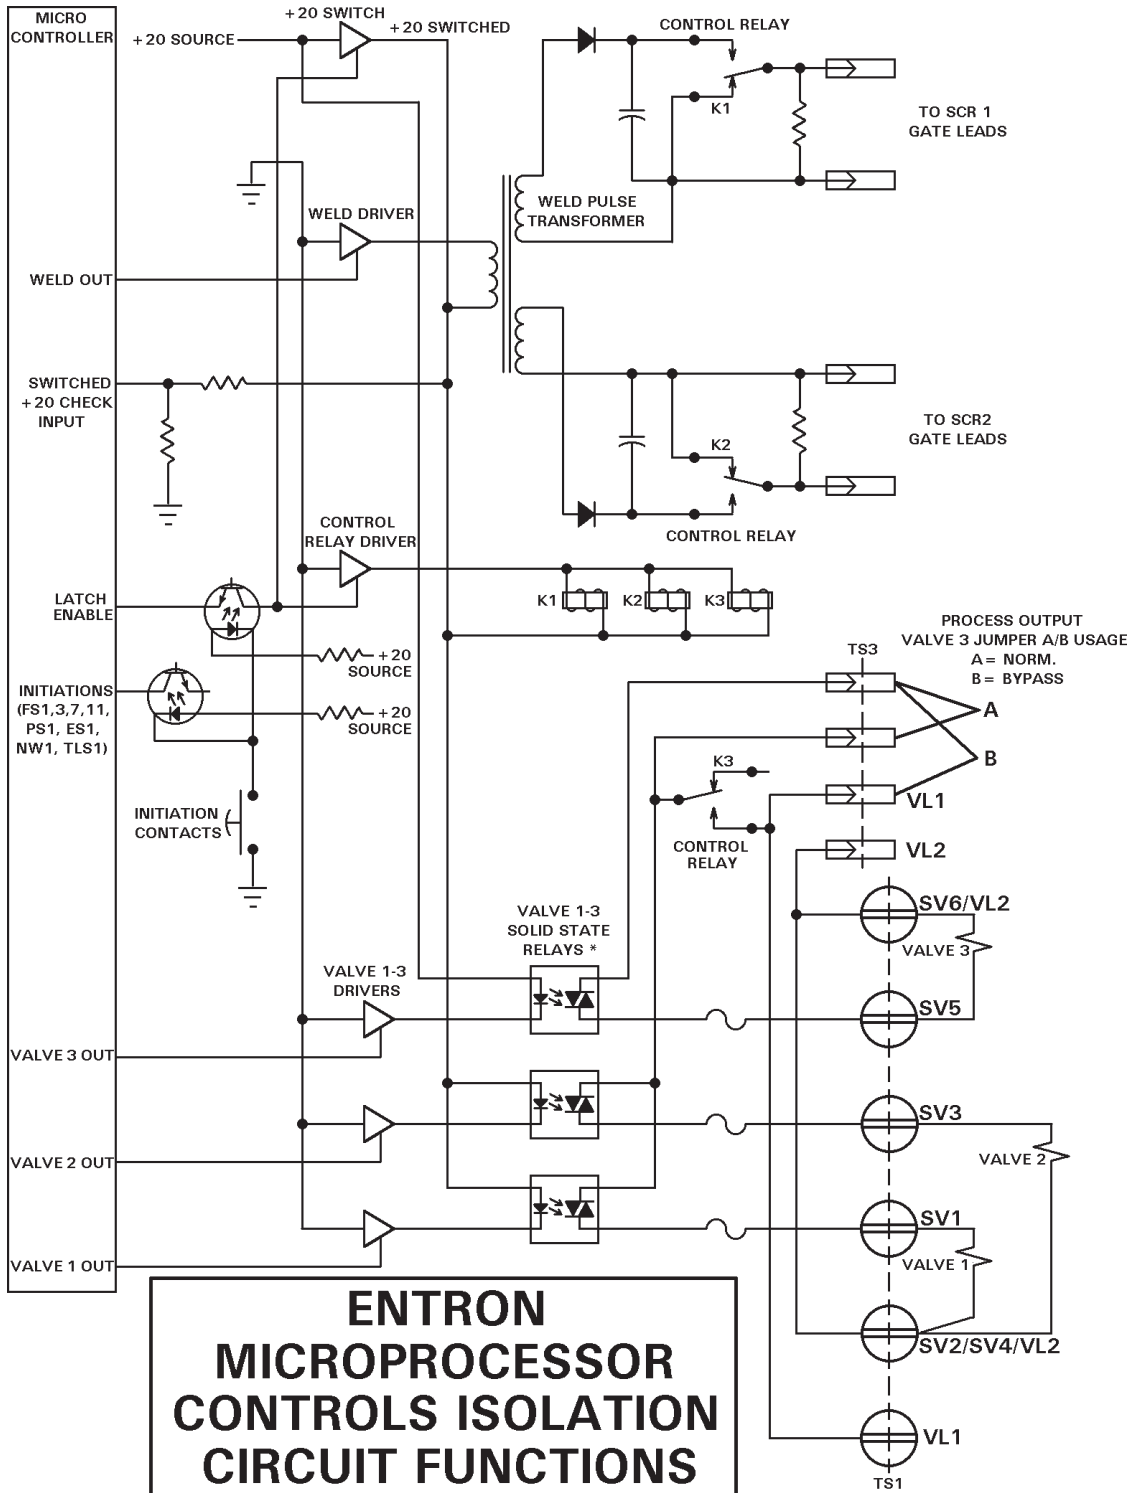 MICRO
CONTROLLER
+20 SOURCE
+20 SWITCH
+20 SWITCHED
CONTROL RELAY
K1
TO SCR 1
GATE LEADS
WELD PULSE
TRANSFORMER
WELD DRIVER
WELD OUT
SWITCHED
+20 CHECK
INPUT
TO SCR2
GATE LEADS
K2
CONTROL RELAY
CONTROL
RELAY DRIVER
K1
K2
K3
LATCH
ENABLE
+20
SOURCE
INITIATIONS
(FS1,3,7,11,
PS1, ES1,
NW1, TLS1)
+20
SOURCE
PROCESS OUTPUT
VALVE 3 JUMPER A/B USAGE
A= NORM.
B= BYPASS
TS3
A
B
K3
VL1
INITIATION
CONTACTS
CONTROL
RELAY
VL2
VALVE 1-3
SOLID STATE
RELAYS *
SV6/VL2
VALVE 3
VALVE 1-3
DRIVERS
SV5
VALVE 3 OUT
SV3
VALVE 2
VALVE 2 OUT
SV1
VALVE 1
VALVE 1 OUT
SV2/SV4/VL2
VL1
TS1
ENTRON
MICROPROCESSOR
CONTROLS ISOLATION
CIRCUIT FUNCTIONS